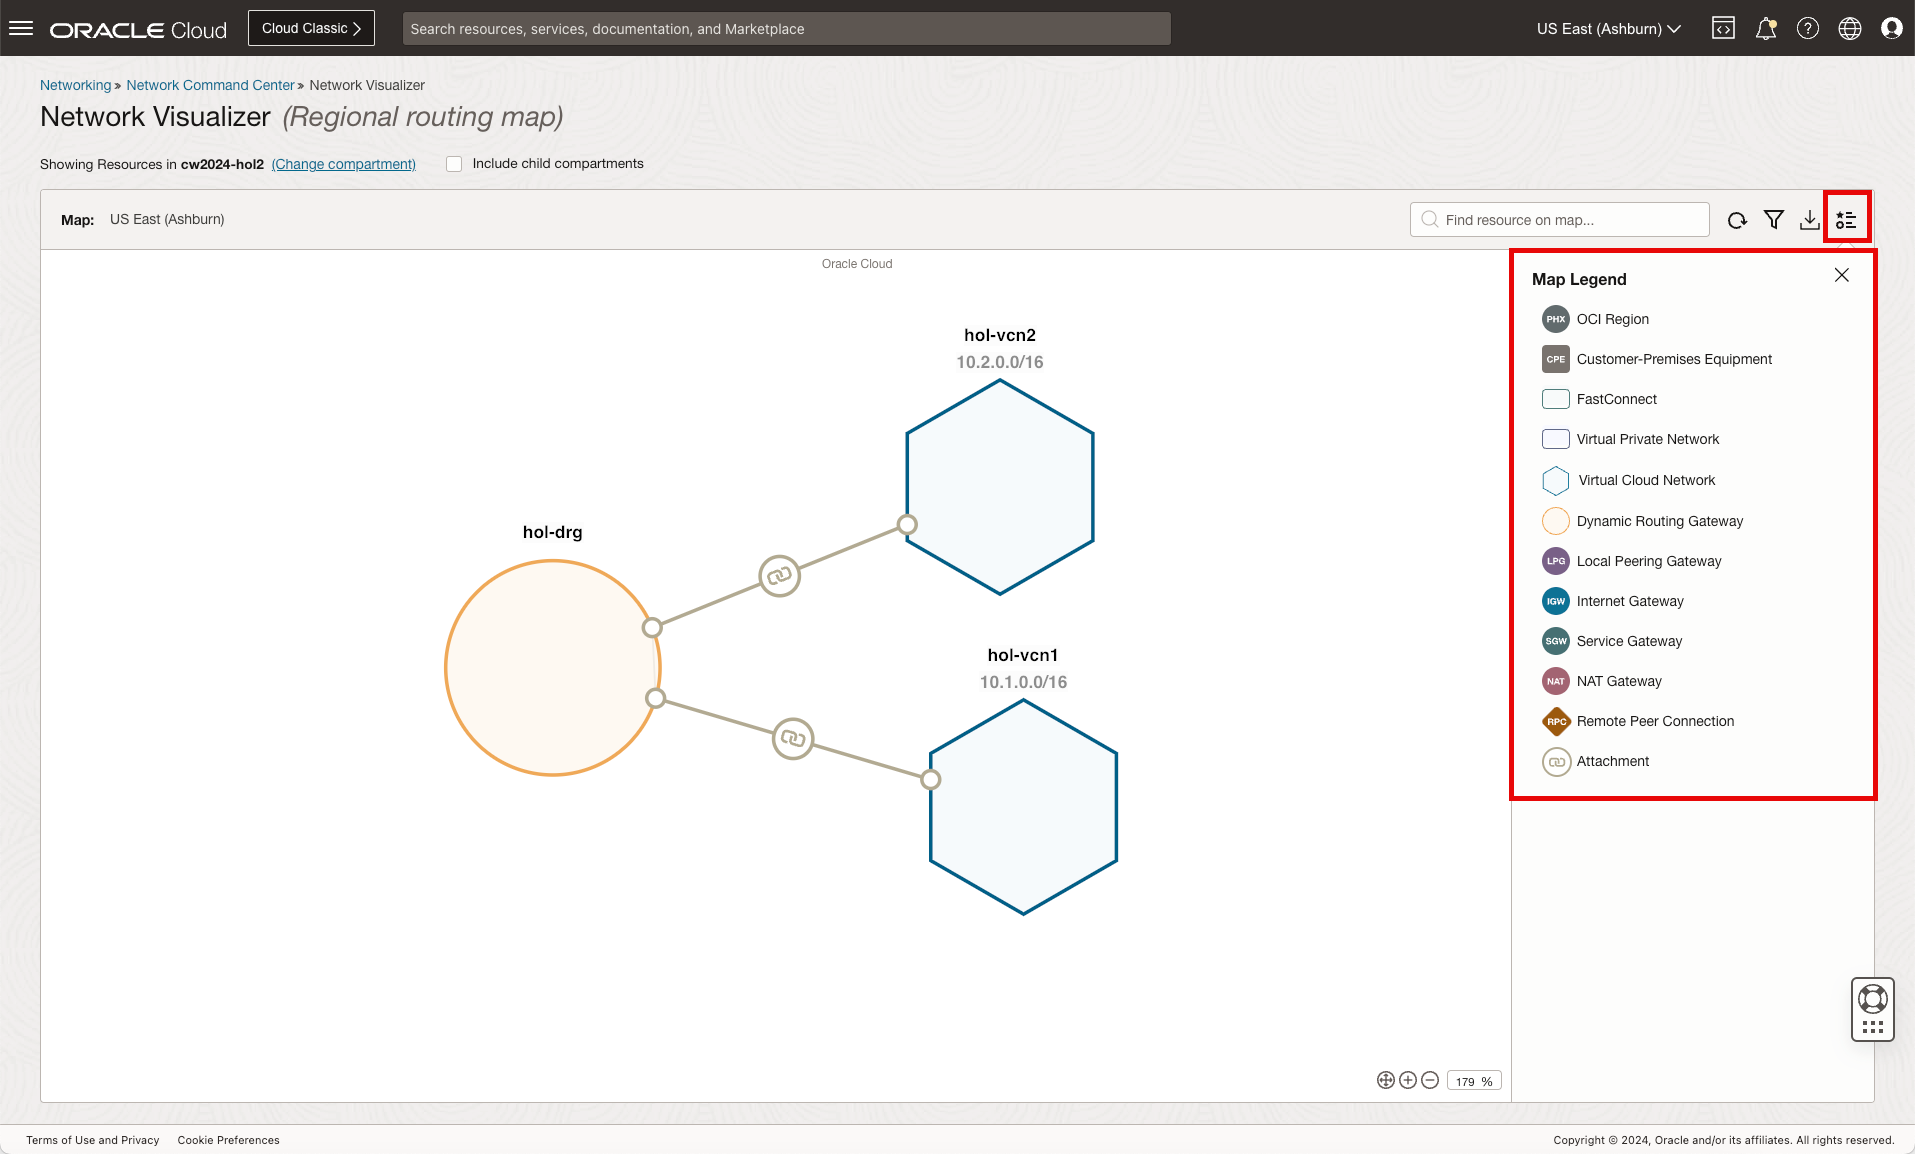 ORACLE Cloud
Cloud Classic
Search resources, services, documentation, and Marketplace
US East (Ashburn)
Networking » Network Command Center » Network Visualizer
Network Visualizer (Regional routing map)
Showing Resources in cw2024-hol2 (Change compartment)
Include child compartments
Map: US East (Ashburn)
Find resource on map...
Oracle Cloud
hol-vcn2
10.2.0.0/16
hol-drg
hol-vcn1
10.1.0.0/16
Map Legend
PHX OCI Region
CPE Customer-Premises Equipment
FastConnect
Virtual Private Network
Virtual Cloud Network
Dynamic Routing Gateway
LPG Local Peering Gateway
IGW Internet Gateway
SGW Service Gateway
NAT NAT Gateway
RPC Remote Peer Connection
Attachment
179 %
Terms of Use and Privacy
Cookie Preferences
Copyright © 2024, Oracle and/or its affiliates. All rights reserved.